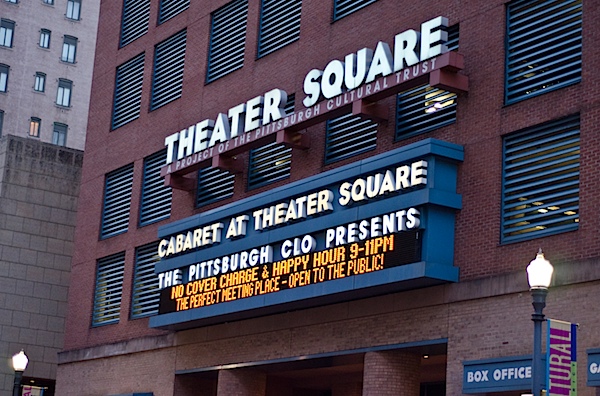 THEATER SQUARE
A PROJECT OF THE PITTSBURGH CULTURAL TRUST
CABARET AT THEATER SQUARE
THE PITTSBURGH CLO PRESENTS
NO COVER CHARGE & HAPPY HOUR 9-11PM
THE PERFECT MEETING PLACE - OPEN TO THE PUBLIC!
BOX OFFICE